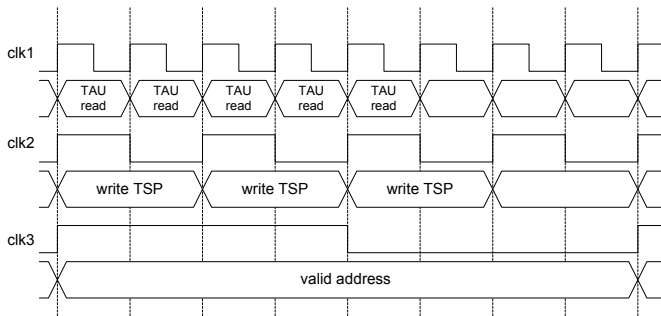 clk1
TAU TAU TAU TAU TAU
read read read read read
clk2
write TSP write TSP write TSP
clk3
valid address